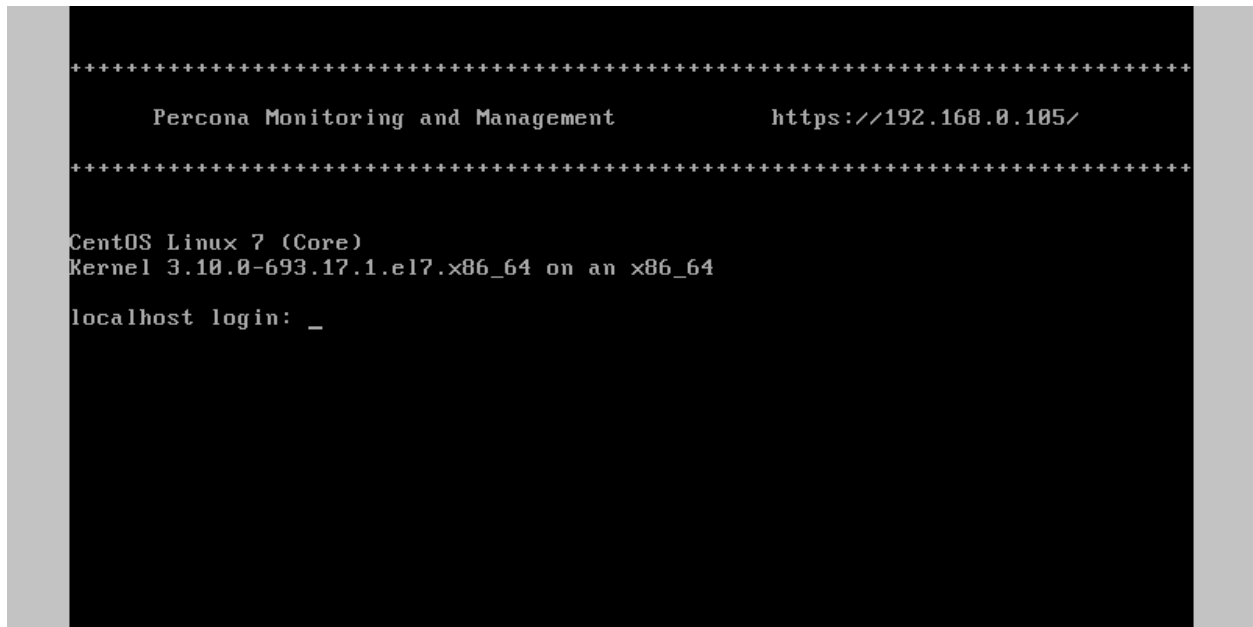 ++++++++++++++++++++++++++++++++++++++++++++++++++++++++++++++++++++++++++++++++
Percona Monitoring and Management https://192.168.0.105/
++++++++++++++++++++++++++++++++++++++++++++++++++++++++++++++++++++++++++++++++
CentOS Linux 7 (Core)
Kernel 3.10.0-693.17.1.el7.x86_64 on an x86_64
localhost login: _